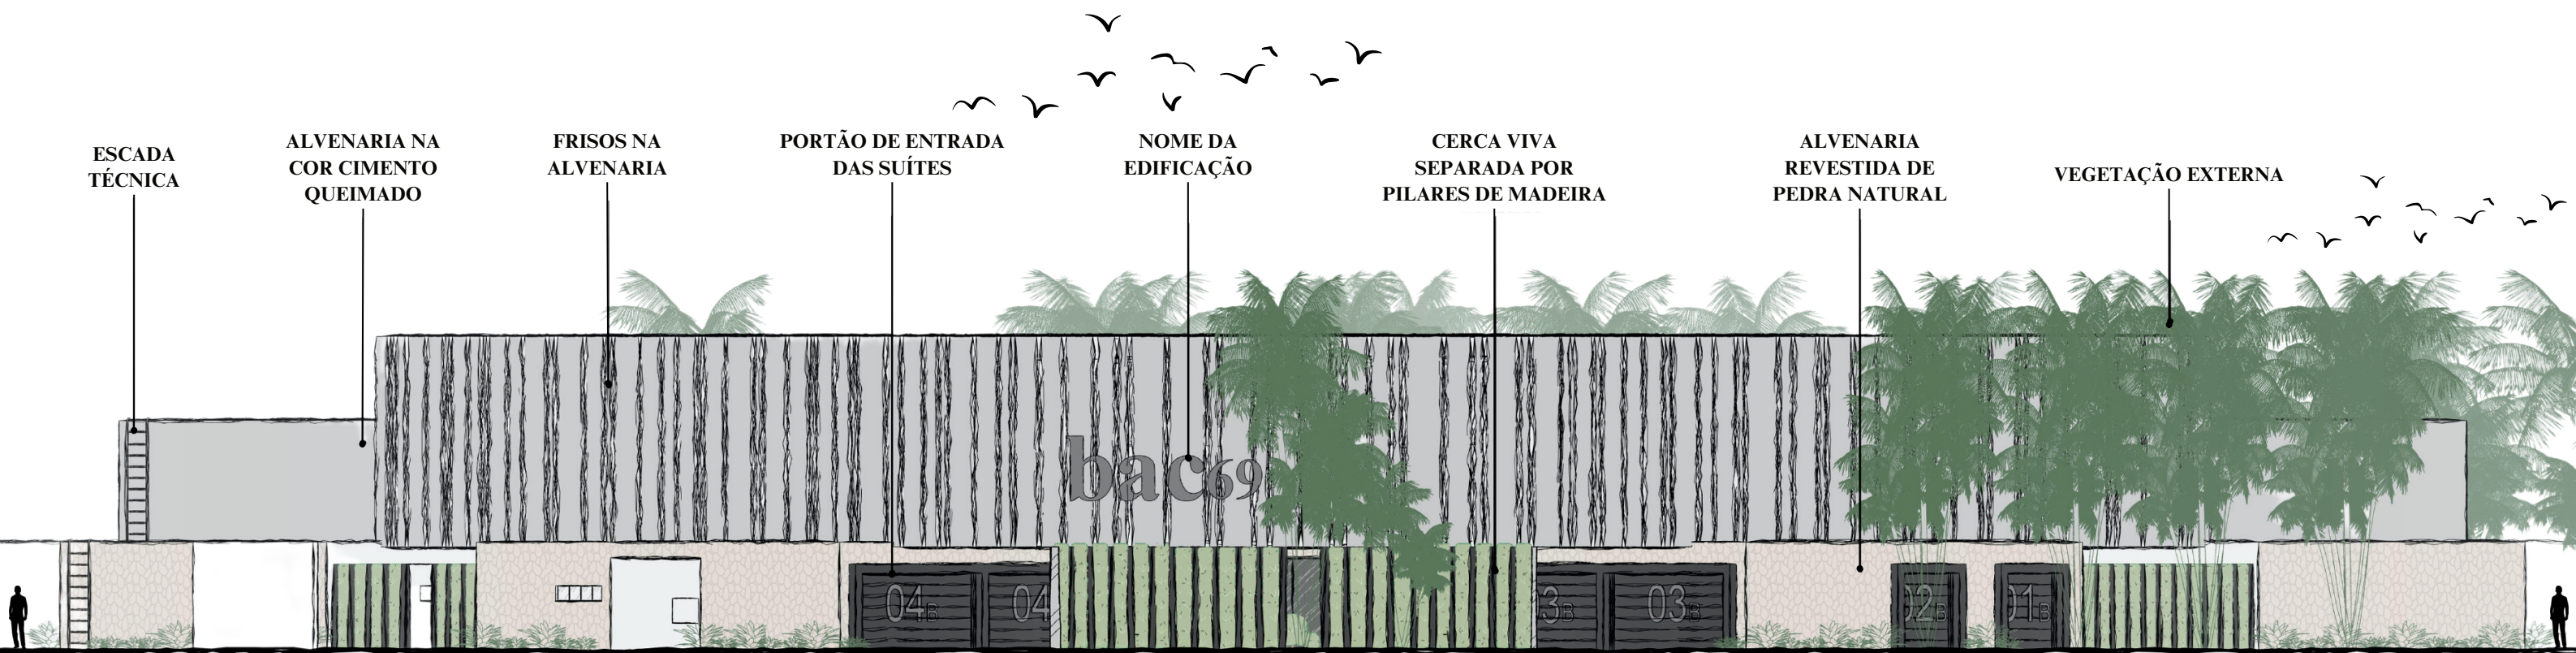 ESCADA
TÉCNICA
ALVENARIA NA
COR CIMENTO
QUEIMADO
FRISOS NA
ALVENARIA
PORTÃO DE ENTRADA
DAS SUÍTES
NOME DA
EDIFICAÇÃO
CERCA VIVA
SEPARADA POR
PILARES DE MADEIRA
ALVENARIA
REVESTIDA DE
PEDRA NATURAL
VEGETAÇÃO EXTERNA
bac69
04B
04
3B
03B
02B
01B